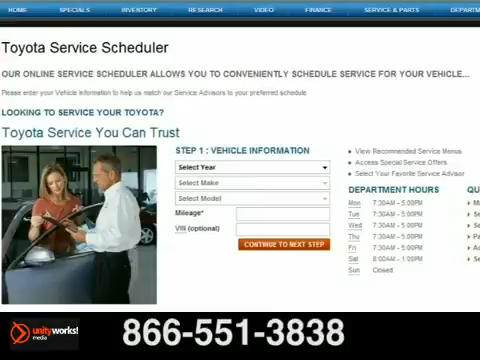 HOME SPECIALS INVENTORY RESEARCH VIDEO FINANCE SERVICE & PARTS DEPARTM
Toyota Service Scheduler
OUR ONLINE SERVICE SCHEDULER ALLOWS YOU TO CONVENIENTLY SCHEDULE SERVICE FOR YOUR VEHICLE...
Please enter your Vehicle Information to help us match our Service Advisors to your preferred schedule
LOOKING TO SERVICE YOUR TOYOTA?
Toyota Service You Can Trust
STEP 1 : VEHICLE INFORMATION
Select Year
Select Make
Select Model
Mileage*
VIN (optional)
CONTINUE TO NEXT STEP
View Recommended Service Menus
Access Special Service Offers
Select Your Favorite Service Advisor
DEPARTMENT HOURS
Mon 7:30AM - 5:00PM
Tue 7:30AM - 5:00PM
Wed 7:30AM - 5:00PM
Thu 7:30AM - 5:00PM
Fri 7:30AM - 5:00PM
Sat 8:00AM - 1:00PM
Sun Closed
QU
Ma
Se
Pa
Se
unityworks!
media
866-551-3838